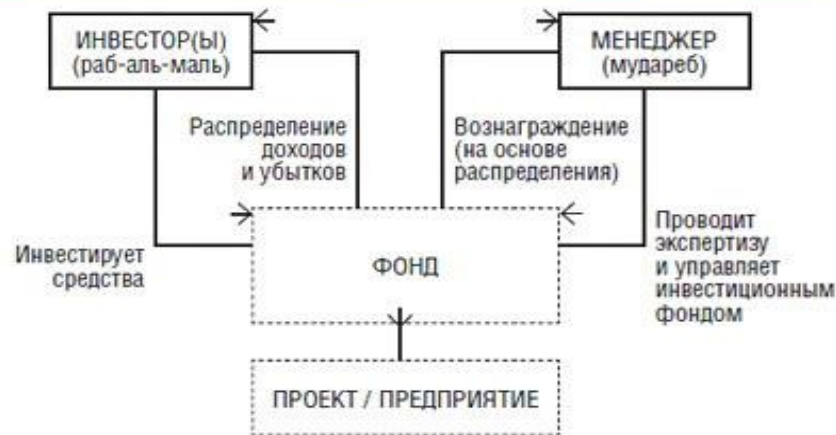 ИНВЕСТОР(Ы)
(раб-аль-маль)
МЕНЕДЖЕР
(мудареб)
Распределение
доходов
и убытков
Вознаграждение
(на основе
распределения)
Инвестирует
средства
Проводит
экспертизу
и управляет
инвестиционным
фондом
ФОНД
ПРОЕКТ / ПРЕДПРИЯТИЕ